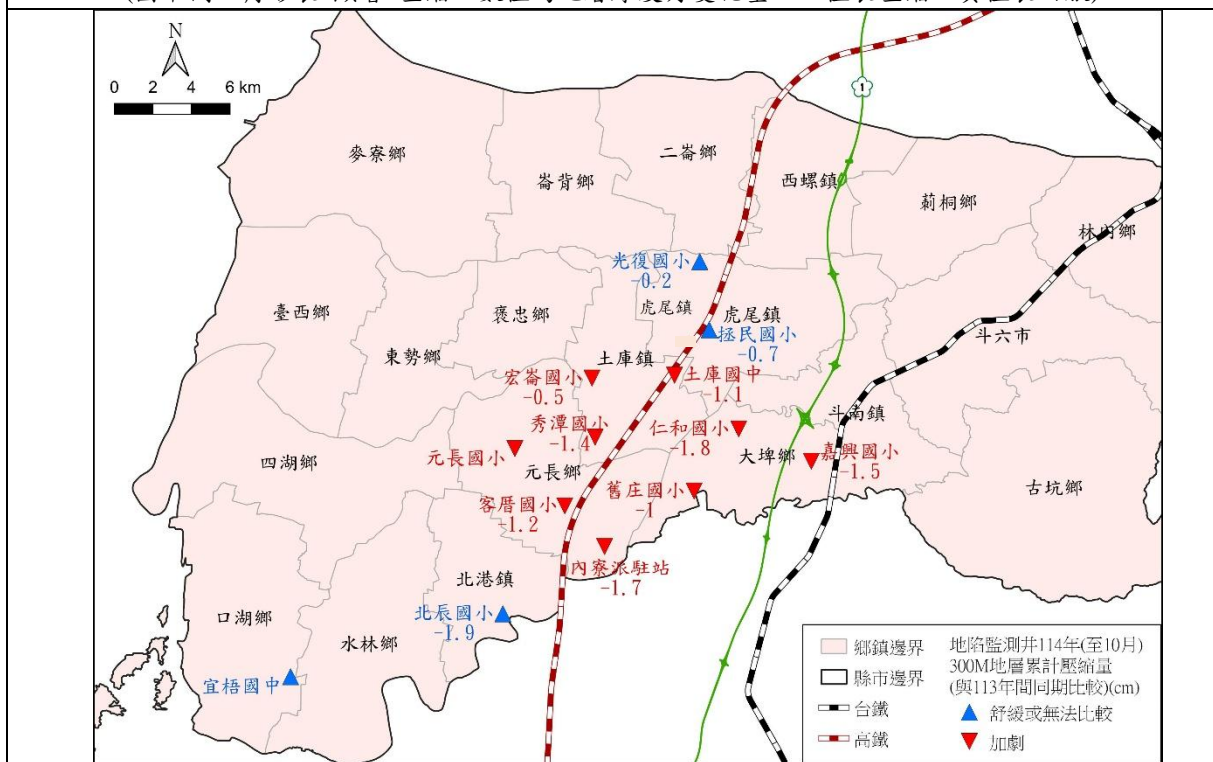 N
0 2 4 6 km
1
麥寮鄉
崙背鄉
二崙鄉
西螺鎮
莿桐鄉
林內鄉
光復國小
-0.2
臺西鄉
東勢鄉
褒忠鄉
虎尾鎮
虎尾鎮
拯民國小
-0.7
斗六市
土庫鎮
宏崙國小
-0.5
土庫國中
-1.1
秀潭國小
-1.4
仁和國小
-1.8
斗南鎮
大埤鄉
嘉興國小
-1.5
四湖鄉
元長國小
元長鄉
客厝國小
-1.2
舊庄國小
-1
古坑鄉
內寮派駐站
-1.7
北港鎮
北辰國小
-1.9
口湖鄉
水林鄉
宜梧國中
鄉鎮邊界
縣市邊界
台鐵
高鐵
地陷監測井114年(至10月)
300M地層累計壓縮量
(與113年間同期比較)(cm)
舒緩或無法比較
加劇